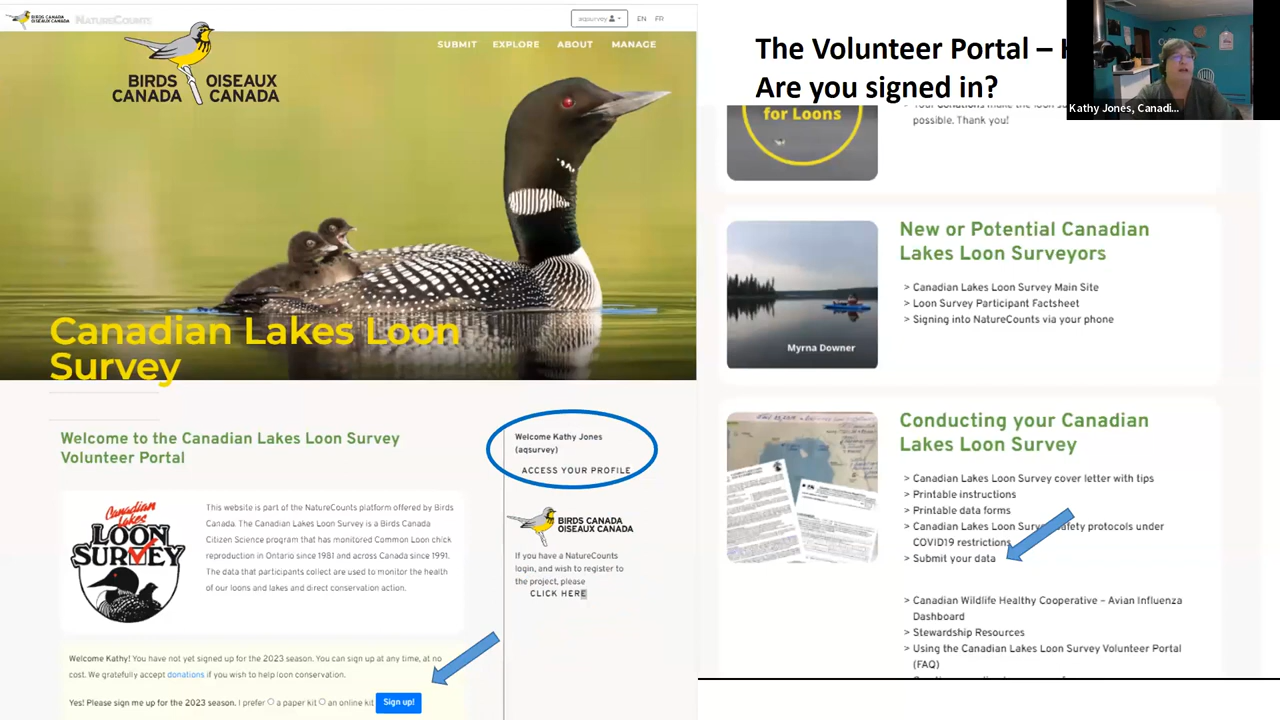 BIRDS CANADA
OISEAUX CANADA
NATURECOUNTS
aqsurvey
EN FR
SUBMIT EXPLORE ABOUT MANAGE
BIRDS CANADA
OISEAUX CANADA
Canadian Lakes Loon
Survey
Welcome to the Canadian Lakes Loon Survey
Volunteer Portal
Canadian
Lakes
LOON
SURVEY
This website is part of the NatureCounts platform offered by Birds
Canada. The Canadian Lakes Loon Survey is a Birds Canada
Citizen Science program that has monitored Common Loon chick
reproduction in Ontario since 1981 and across Canada since 1991.
The data that participants collect are used to monitor the health
of our loons and lakes and direct conservation action.
Welcome Kathy! You have not yet signed up for the 2023 season. You can sign up at any time, at no
cost. We gratefully accept donations if you wish to help loon conservation.
Yes! Please sign me up for the 2023 season. I prefer a paper kit an online kit Sign up!
Welcome Kathy Jones
(aqsurvey)
ACCESS YOUR PROFILE
BIRDS CANADA
OISEAUX CANADA
If you have a NatureCounts
login, and wish to register to
the project, please
CLICK HERE
The Volunteer Portal –
Are you signed in?
Kathy Jones, Canadi...
for Loons
possible. Thank you!
Myrna Downer
New or Potential Canadian
Lakes Loon Surveyors
> Canadian Lakes Loon Survey Main Site
> Loon Survey Participant Factsheet
> Signing into NatureCounts via your phone
Conducting your Canadian
Lakes Loon Survey
> Canadian Lakes Loon Survey cover letter with tips
> Printable instructions
> Printable data forms
> Canadian Lakes Loon safety protocols under
COVID19 restrictions
> Submit your data
> Canadian Wildlife Healthy Cooperative – Avian Influenza
Dashboard
> Stewardship Resources
> Using the Canadian Lakes Loon Survey Volunteer Portal
(FAQ)